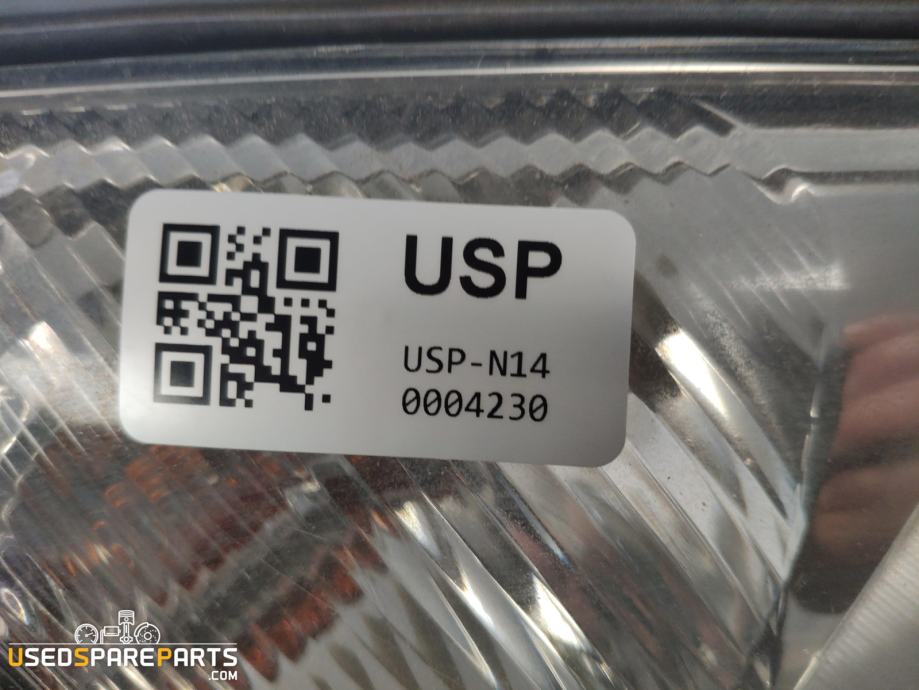 USP
USP-N14
0004230
USEDSPAREPARTS
.COM